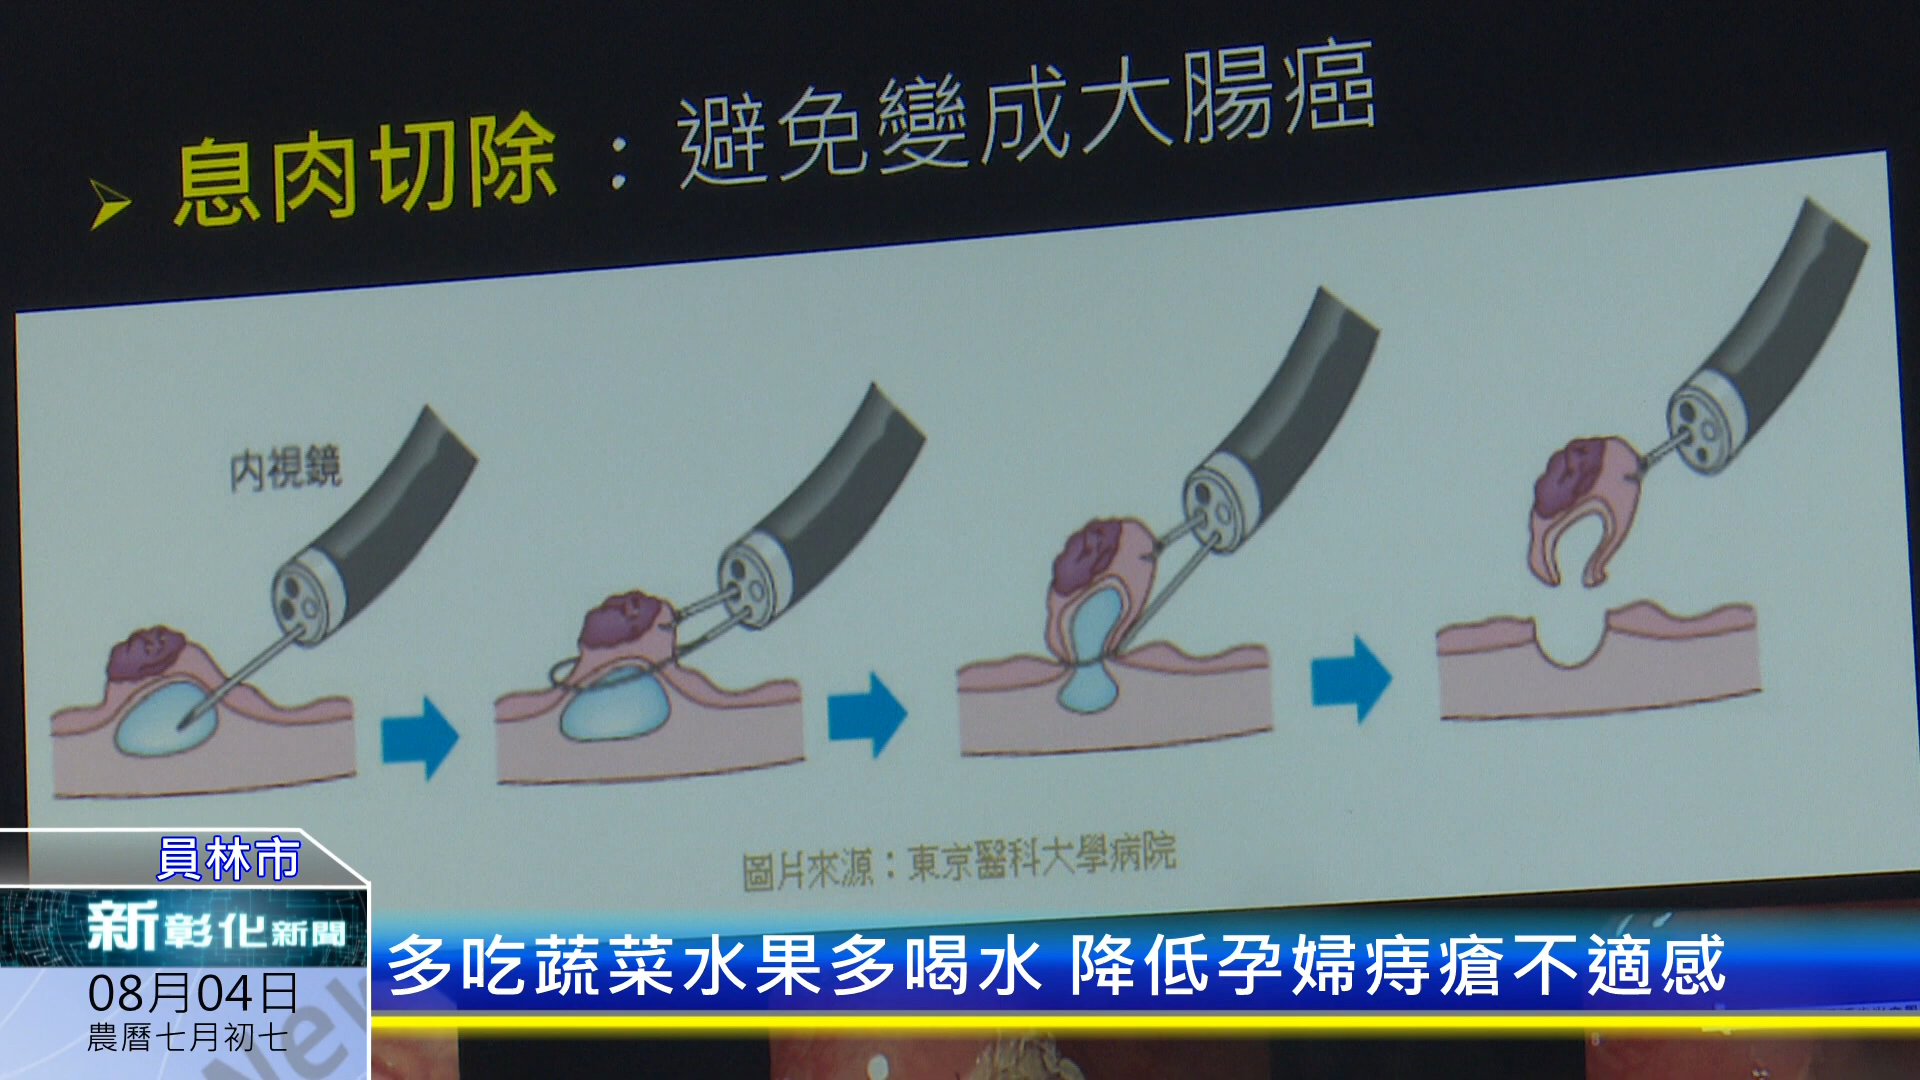 ➢ 息肉切除：避免變成大腸癌
内視鏡
圖片來源：東京醫科大學病院
員林市
新彰化新聞
08月04日
農曆七月初七
多吃蔬菜水果多喝水 降低孕婦痔瘡不適感